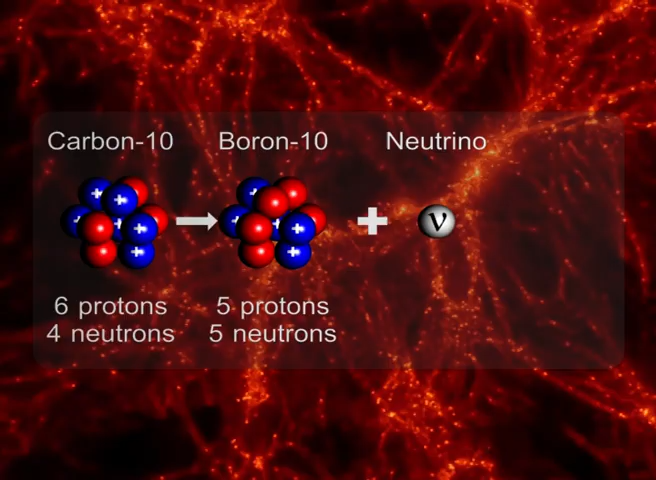 Carbon-10 Boron-10 Neutrino
+ + + + + + → + + + + + + ν
6 protons 5 protons
4 neutrons 5 neutrons